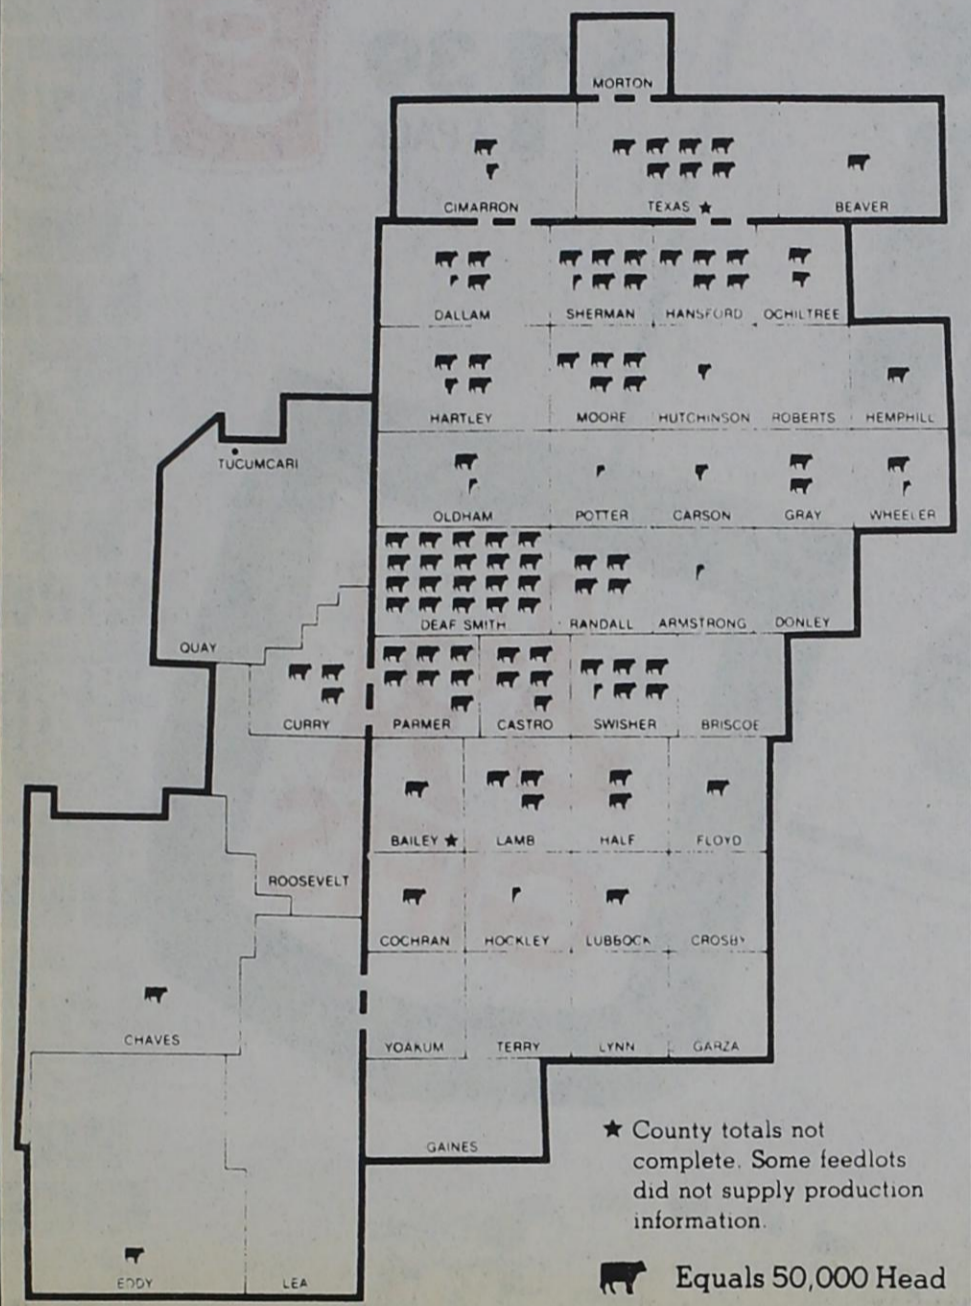 MORTON
CIMARRON TEXAS ★ BEAVER
DALLAM SHERMAN HANSFORD OCHILTREE
HARTLEY MOORE HUTCHINSON ROBERTS HEMPHILL
TUCUMCARI
OLDHAM POTTER CARSON GRAY WHEELER
DEAF SMITH RANDALL ARMSTRONG DONLEY
QUAY
CURRY PARMER CASTRO SWISHER BRISCOE
BAILEY ★ LAMB HALF FLOYD
ROOSEVELT
COCHRAN HOCKLEY LUBBOCK CROSBY
CHAVES
YOAKUM TERRY LYNN GARZA
GAINES
★ County totals not
complete. Some feedlots
did not supply production
information.
EDDY LEA
Equals 50,000 Head